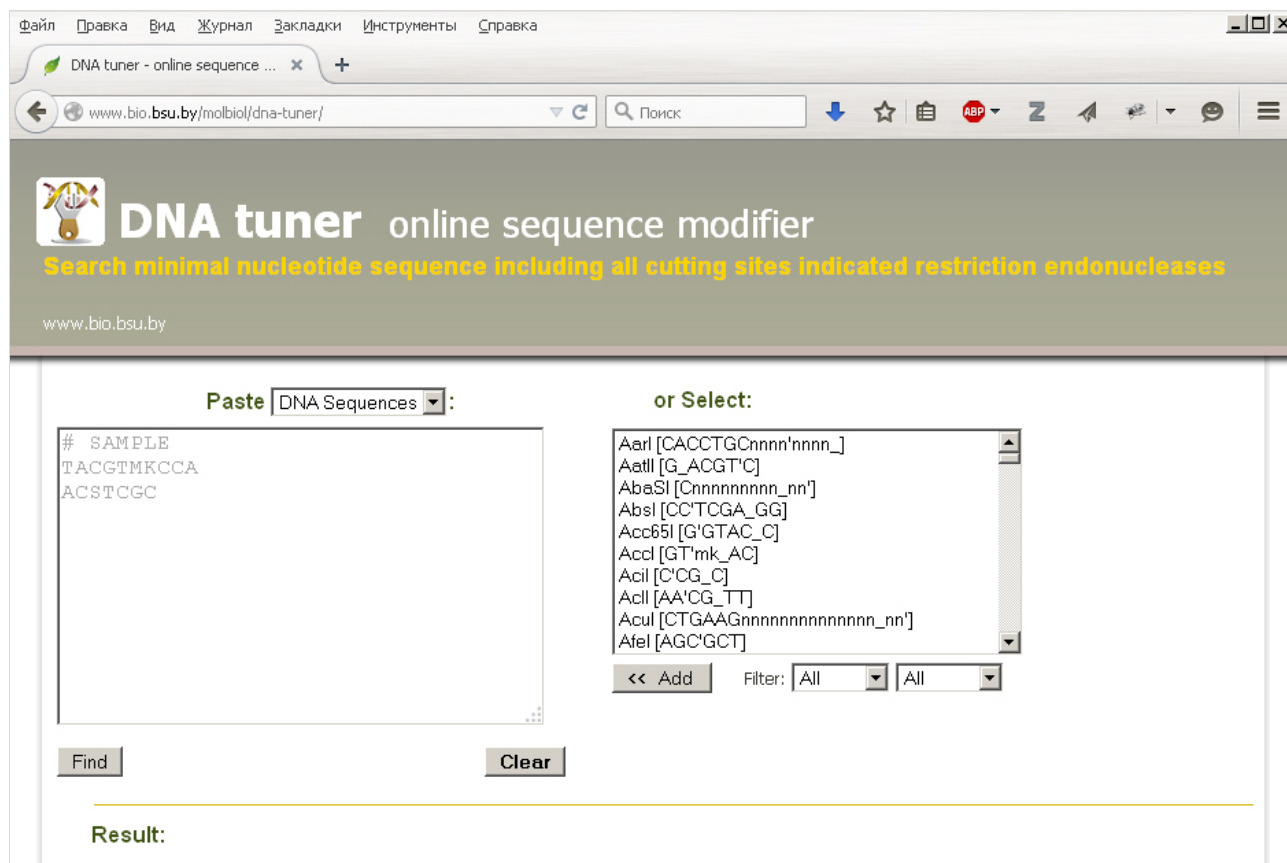 Файл Правка Вид Журнал Закладки Инструменты Справка
DNA tuner - online sequence ...
www.bio.bsu.by/molbiol/dna-tuner/ Поиск ABP Z
DNA tuner online sequence modifier
Search minimal nucleotide sequence including all cutting sites indicated restriction endonucleases
www.bio.bsu.by
Paste DNA Sequences : or Select:
# SAMPLE
TACGTMKCCA
ACSTCGC
AarI [CACCTGCnnnn'nnnn_]
AatII [G_ACGT'C]
AbaSI [Cnnnnnnnnn_nn']
AbsI [CC'TCGA_GG]
Acc65I [G'GTAC_C]
AccI [GT'mk_AC]
AciI [C'CG_C]
AclI [AA'CG_TT]
AcuI [CTGAAGnnnnnnnnnnnnnn_nn']
AfeI [AGC'GCT]
<< Add Filter: All All
Find Clear
Result: